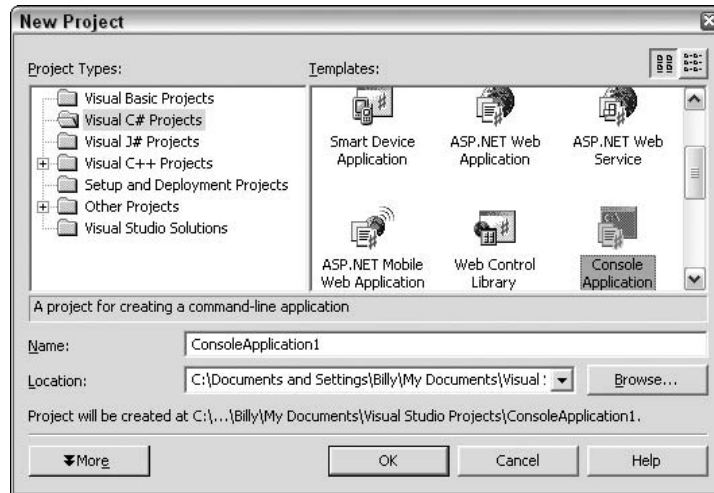 New Project
Project Types:
Templates:
Visual Basic Projects
Visual C# Projects
Visual J# Projects
Visual C++ Projects
Setup and Deployment Projects
Other Projects
Visual Studio Solutions
Smart Device
Application
ASP.NET Web
Application
ASP.NET Web
Service
ASP.NET Mobile
Web Application
Web Control
Library
Console
Application
A project for creating a command-line application
Name:
ConsoleApplication1
Location:
C:\Documents and Settings\Billy\My Documents\Visual
Browse...
Project will be created at C:\...\Billy\My Documents\Visual Studio Projects\ConsoleApplication1.
More
OK
Cancel
Help